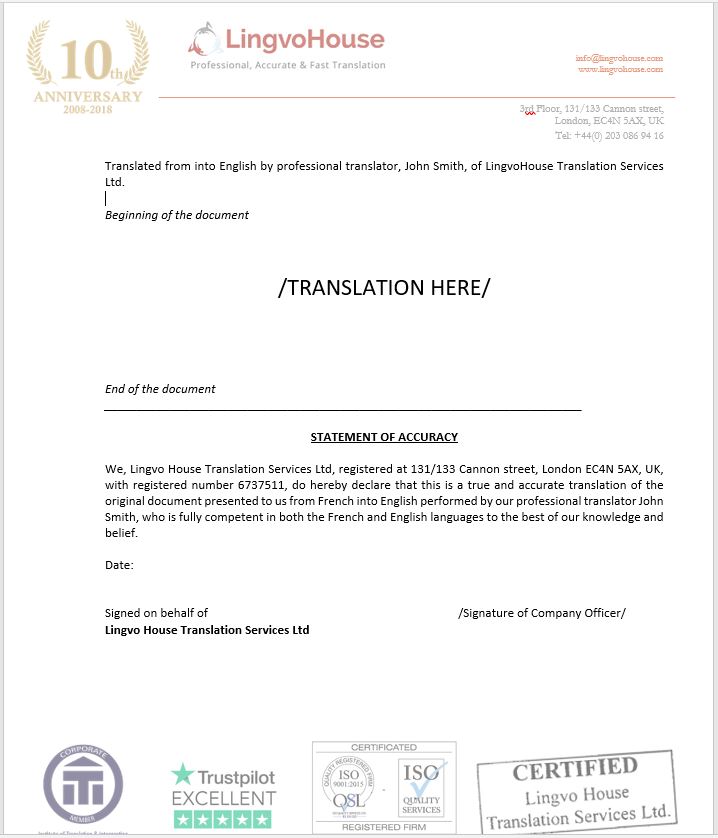 10th
ANNIVERSARY
2008-2018
LingvoHouse
Professional, Accurate & Fast Translation
info@lingvohouse.com
www.lingvohouse.com
3rd Floor, 131/133 Cannon street,
London, EC4N 5AX, UK
Tel: +44(0) 203 086 94 16
Translated from into English by professional translator, John Smith, of LingvoHouse Translation Services
Ltd.
Beginning of the document
/TRANSLATION HERE/
End of the document
STATEMENT OF ACCURACY
We, Lingvo House Translation Services Ltd, registered at 131/133 Cannon street, London EC4N 5AX, UK,
with registered number 6737511, do hereby declare that this is a true and accurate translation of the
original document presented to us from French into English performed by our professional translator John
Smith, who is fully competent in both the French and English languages to the best of our knowledge and
belief.
Date:
Signed on behalf of
/Signature of Company Officer/
Lingvo House Translation Services Ltd
CORPORATE
MEMBER
Trustpilot
EXCELLENT
CERTIFICATED
QUALITY REGISTERED FIRM
ISO
9001:2015
QSL
ISO
QUALITY
SERVICES
REGISTERED FIRM
CERTIFIED
Lingvo House
Translation Services Ltd.